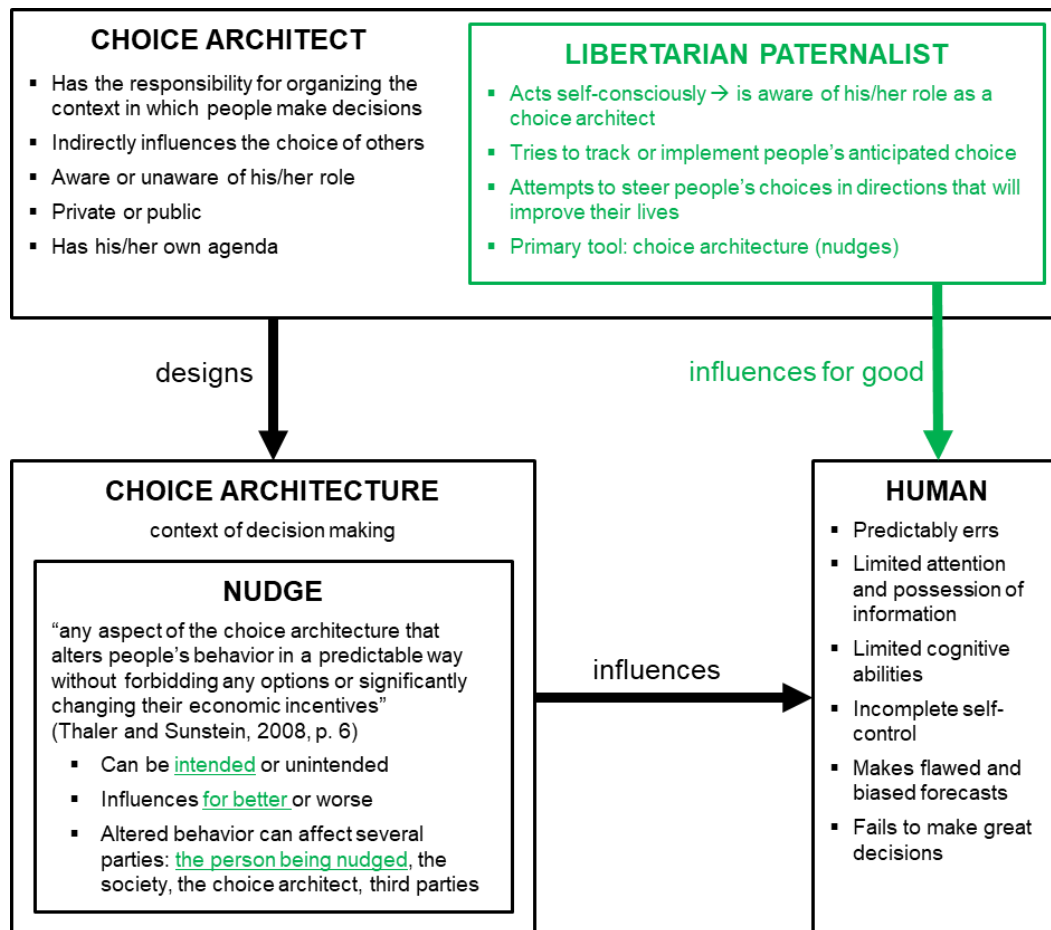 CHOICE ARCHITECT
▪ Has the responsibility for organizing the
context in which people make decisions
▪ Indirectly influences the choice of others
▪ Aware or unaware of his/her role
▪ Private or public
▪ Has his/her own agenda
LIBERTARIAN PATERNALIST
▪ Acts self-consciously → is aware of his/her role as a
choice architect
▪ Tries to track or implement people’s anticipated choice
▪ Attempts to steer people’s choices in directions that will
improve their lives
▪ Primary tool: choice architecture (nudges)
designs
influences for good
CHOICE ARCHITECTURE
context of decision making
NUDGE
“any aspect of the choice architecture that
alters people’s behavior in a predictable way
without forbidding any options or significantly
changing their economic incentives”
(Thaler and Sunstein, 2008, p. 6)
▪ Can be intended or unintended
▪ Influences for better or worse
▪ Altered behavior can affect several
parties: the person being nudged, the
society, the choice architect, third parties
influences
HUMAN
▪ Predictably errs
▪ Limited attention
and possession of
information
▪ Limited cognitive
abilities
▪ Incomplete self-
control
▪ Makes flawed and
biased forecasts
▪ Fails to make great
decisions